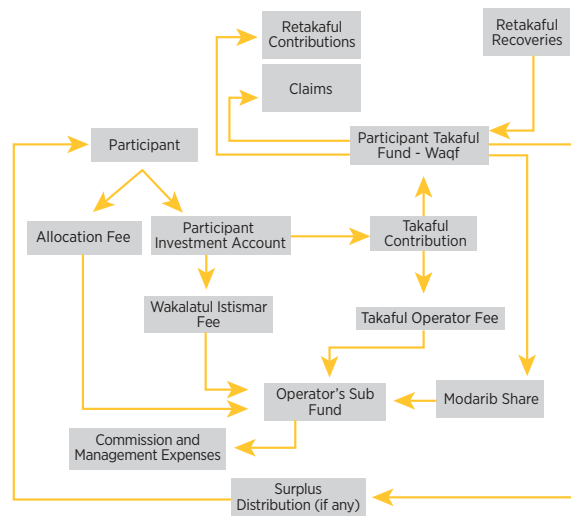 Retakaful
Contributions
Retakaful
Recoveries
Claims
Participant
Participant Takaful
Fund - Waqf
Allocation Fee
Participant
Investment Account
Takaful
Contribution
Wakalatul Istismar
Fee
Takaful Operator Fee
Operator's Sub
Fund
Modarib Share
Commission and
Management Expenses
Surplus
Distribution (if any)